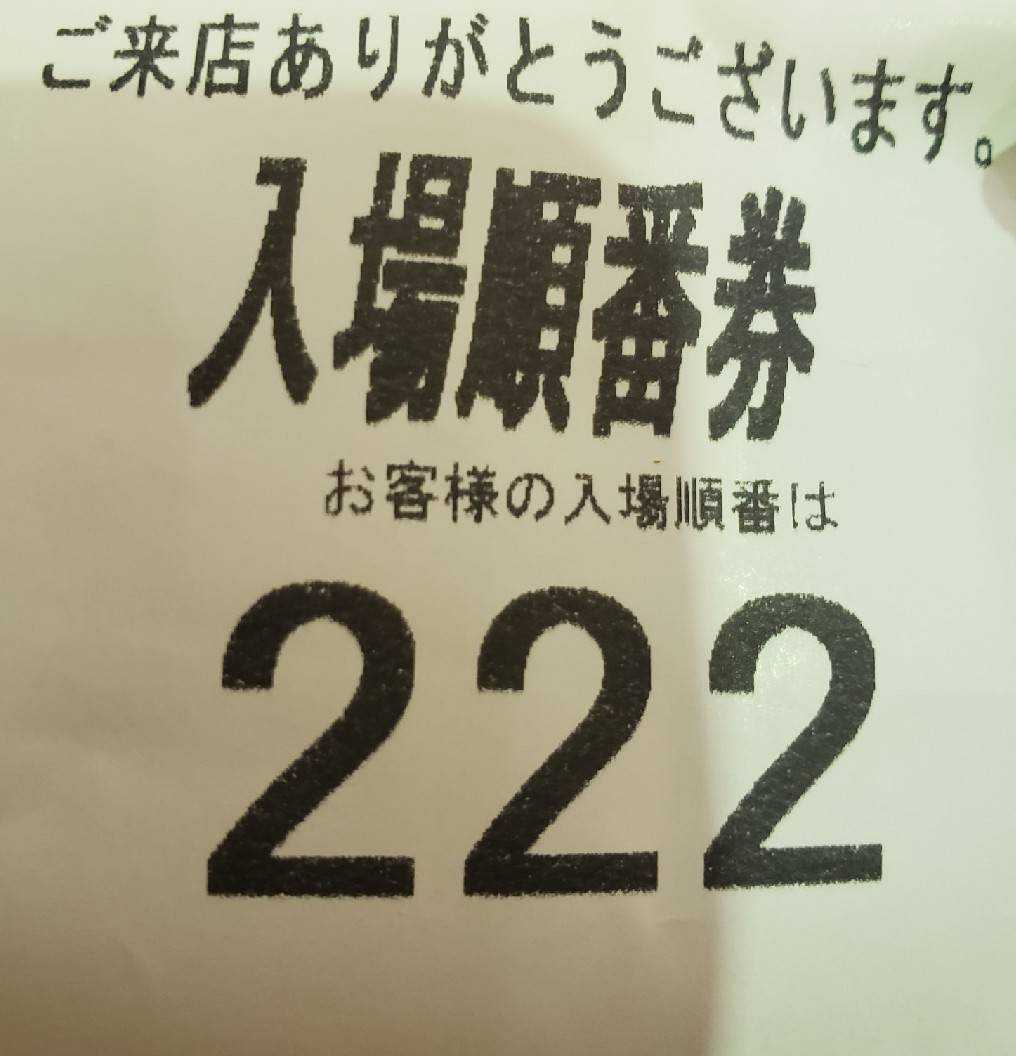 ご来店ありがとうございます。
入場順番券
お客様の入場順番は
222